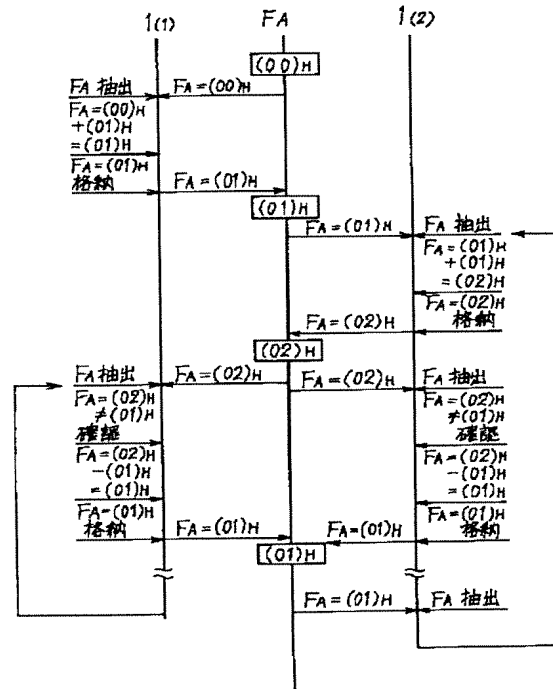 1(1)
FA
1(2)
(00)H
FA 抽出
FA=(00)H
FA=(00)H
+(01)H
=(01)H
FA=(01)H
格納
FA=(01)H
(01)H
FA=(01)H
FA 抽出
FA=(01)H
+(01)H
=(02)H
FA=(02)H
格納
FA=(02)H
(02)H
FA 抽出
FA=(02)H
FA=(02)H
FA 抽出
FA=(02)H
≠(01)H
確認
FA=(02)H
-(01)H
=(01)H
FA=(01)H
格納
FA=(02)H
≠(01)H
確認
FA=(02)H
-(01)H
=(01)H
FA=(01)H
格納
FA=(01)H
FA=(01)H
(01)H
FA=(01)H
FA 抽出